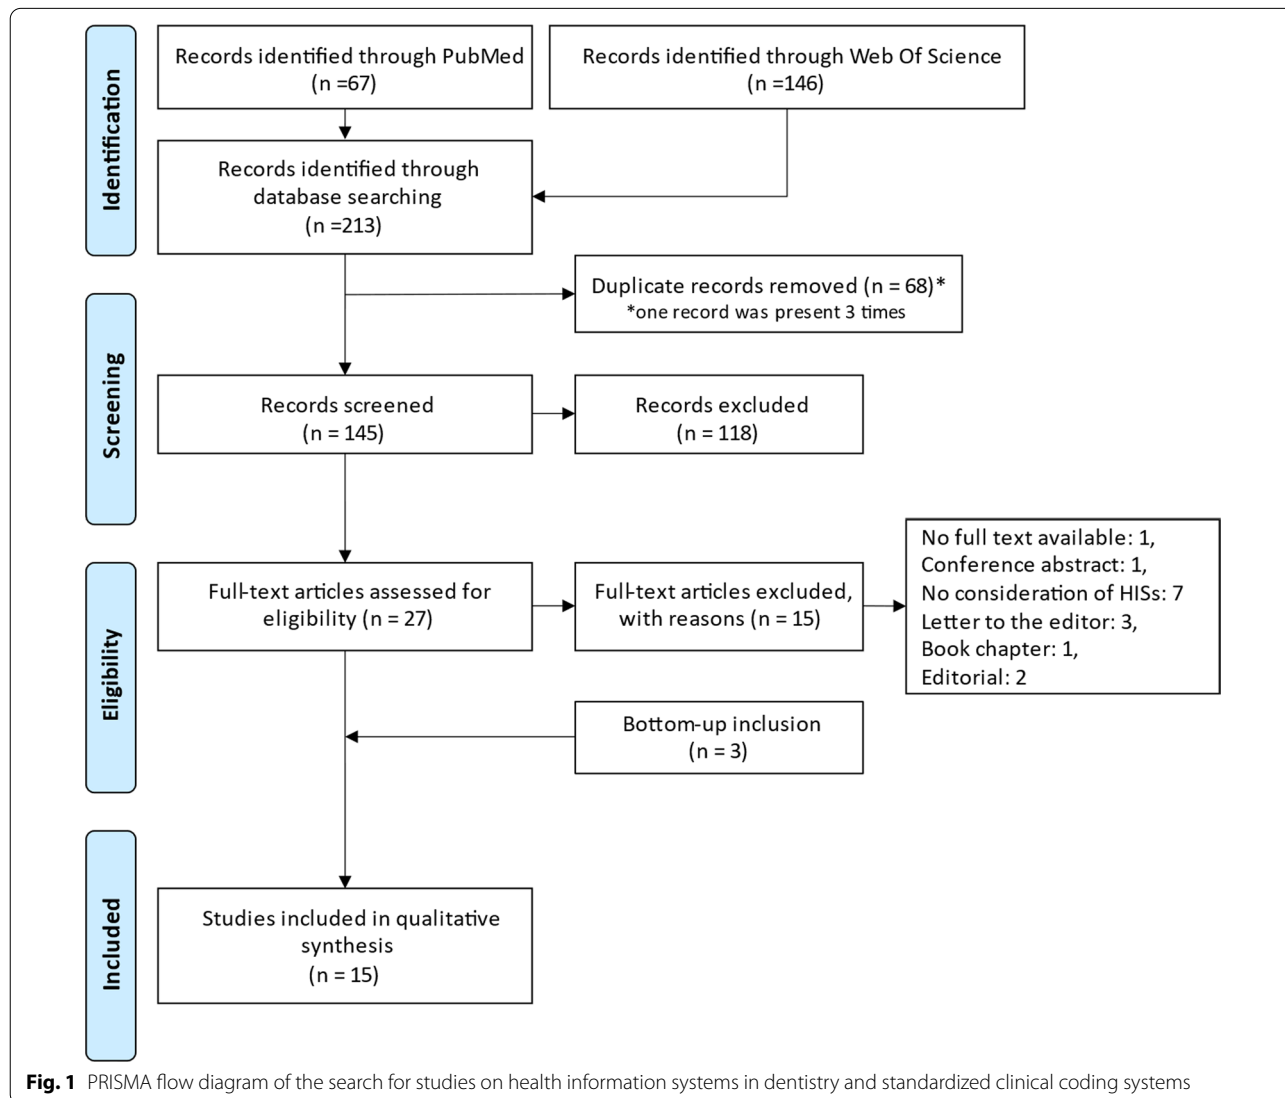 Identification
Records identified through PubMed
(n =67)
Records identified through Web Of Science
(n =146)
Records identified through
database searching
(n =213)
Duplicate records removed (n = 68)*
*one record was present 3 times
Screening
Records screened
(n = 145)
Records excluded
(n = 118)
Eligibility
Full-text articles assessed for
eligibility (n = 27)
Full-text articles excluded,
with reasons (n = 15)
No full text available: 1,
Conference abstract: 1,
No consideration of HISs: 7
Letter to the editor: 3,
Book chapter: 1,
Editorial: 2
Bottom-up inclusion
(n = 3)
Included
Studies included in qualitative
synthesis
(n = 15)
Fig. 1 PRISMA flow diagram of the search for studies on health information systems in dentistry and standardized clinical coding systems